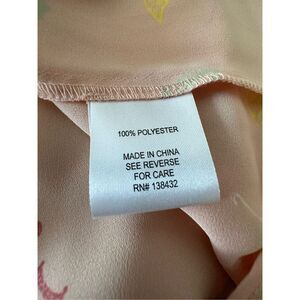 100% POLYESTER
MADE IN CHINA
SEE REVERSE
FOR CARE
RN# 138432